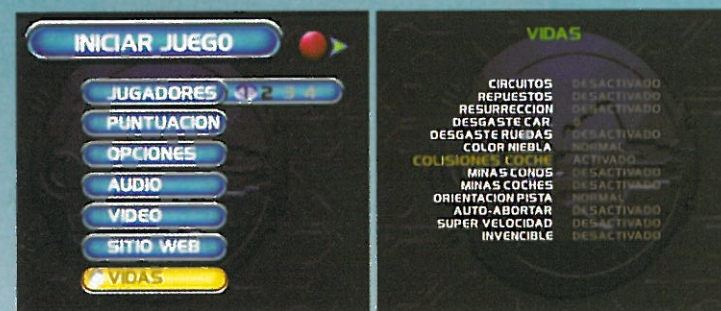 INICIAR JUEGO
JUGADORES 2 3 4
PUNTUACION
OPCIONES
AUDIO
VIDEO
SITIO WEB
VIDAS
VIDAS
CIRCUITOS DESACTIVADO
REPUESTOS DESACTIVADO
RESURRECCION DESACTIVADO
DESGASTE CAR.
DESGASTE RUEDAS DESACTIVADO
COLOR NIEBLA NORMAL
COLISIONES COCHE ACTIVADO
MINAS CONOS DESACTIVADO
MINAS COCHES DESACTIVADO
ORIENTACION PISTA NORMAL
AUTO-ABORTAR DESACTIVADO
SUPER VELOCIDAD DESACTIVADO
INVENCIBLE DESACTIVADO